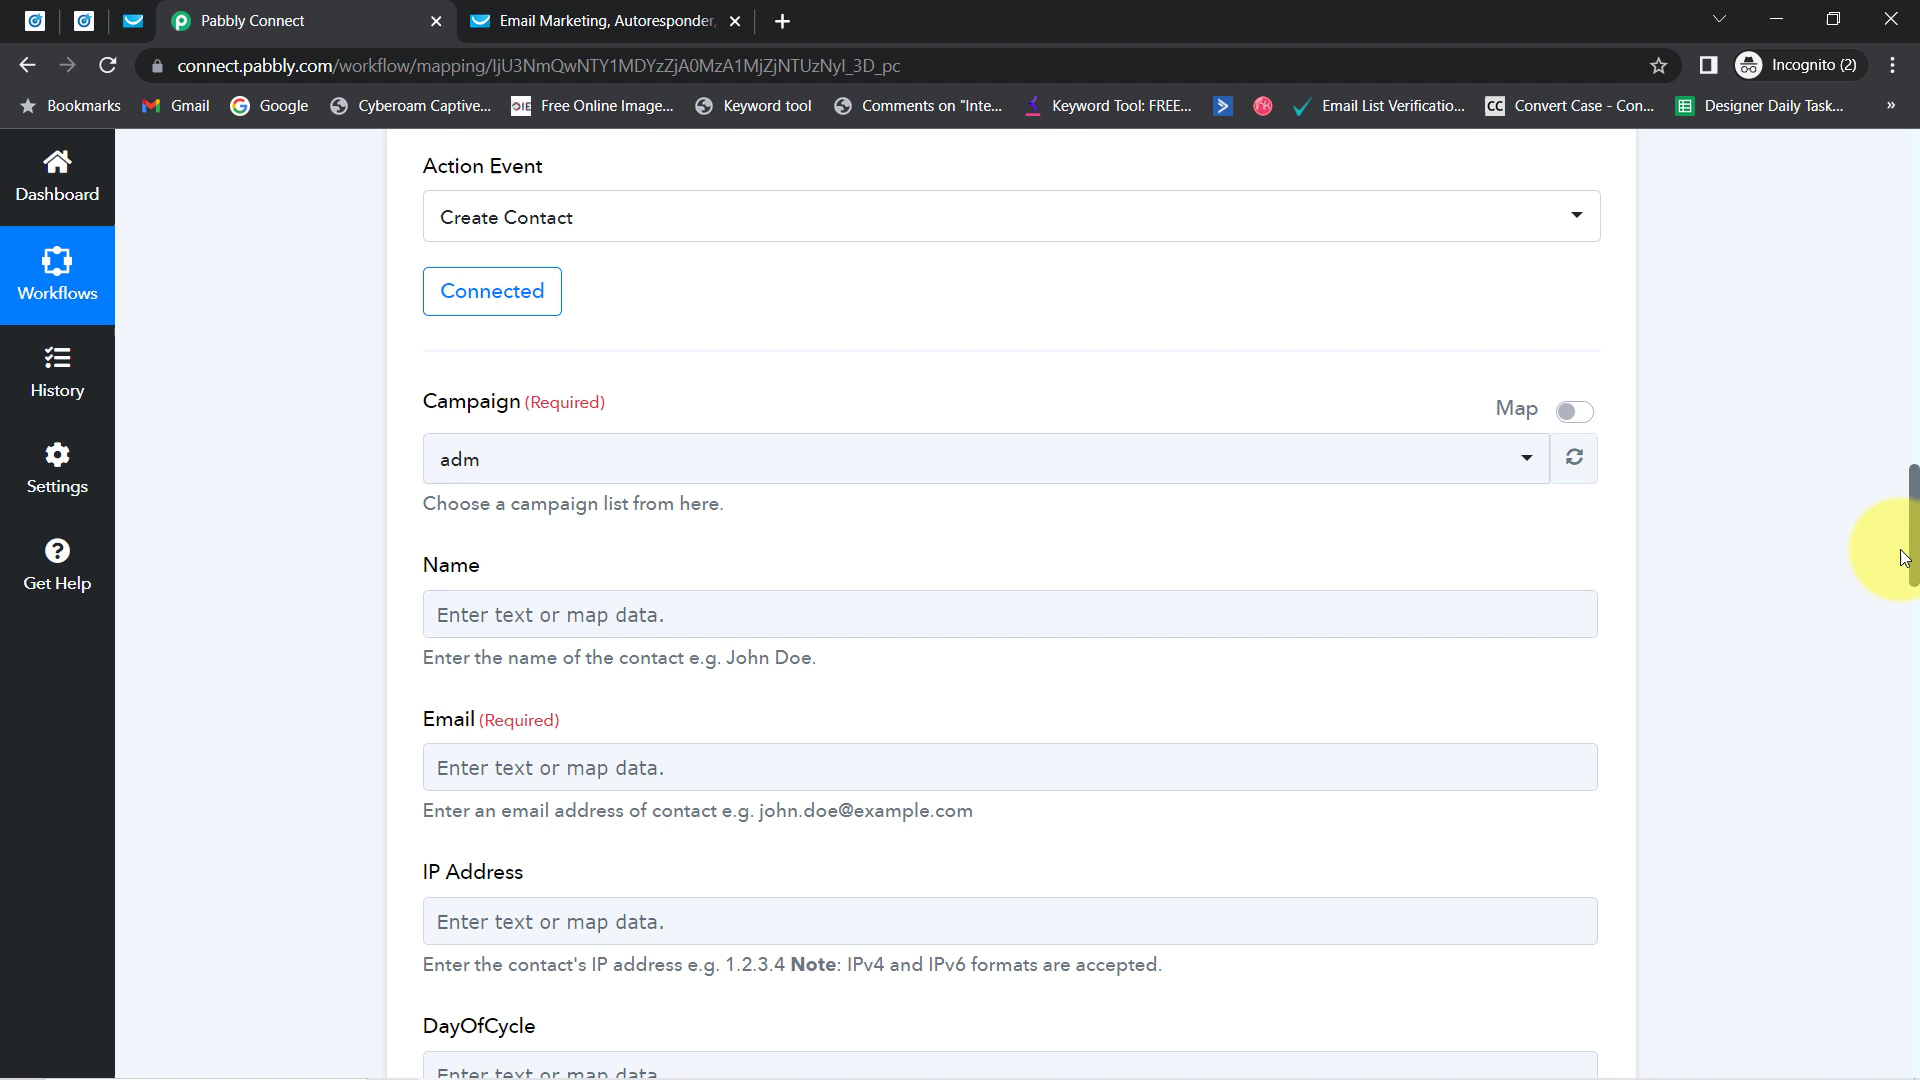 Pabbly Connect
Email Marketing, Autoresponder,
connect.pabbly.com/workflow/mapping/IjU3NmQwNTY1MDYzZjA0MzA1MjZjNTUzNyI_3D_pc
Incognito (2)
Bookmarks
Gmail
Google
Cyberoam Captive...
OIE
Free Online Image...
Keyword tool
Comments on "Inte...
Keyword Tool: FREE...
Email List Verificatio...
CC
Convert Case - Con...
Designer Daily Task...
»
Dashboard
Workflows
History
Settings
Get Help
Action Event
Create Contact
Connected
Campaign (Required)
Map
adm
Choose a campaign list from here.
Name
Enter text or map data.
Enter the name of the contact e.g. John Doe.
Email (Required)
Enter text or map data.
Enter an email address of contact e.g. john.doe@example.com
IP Address
Enter text or map data.
Enter the contact's IP address e.g. 1.2.3.4 Note: IPv4 and IPv6 formats are accepted.
DayOfCycle
Enter text or map data.